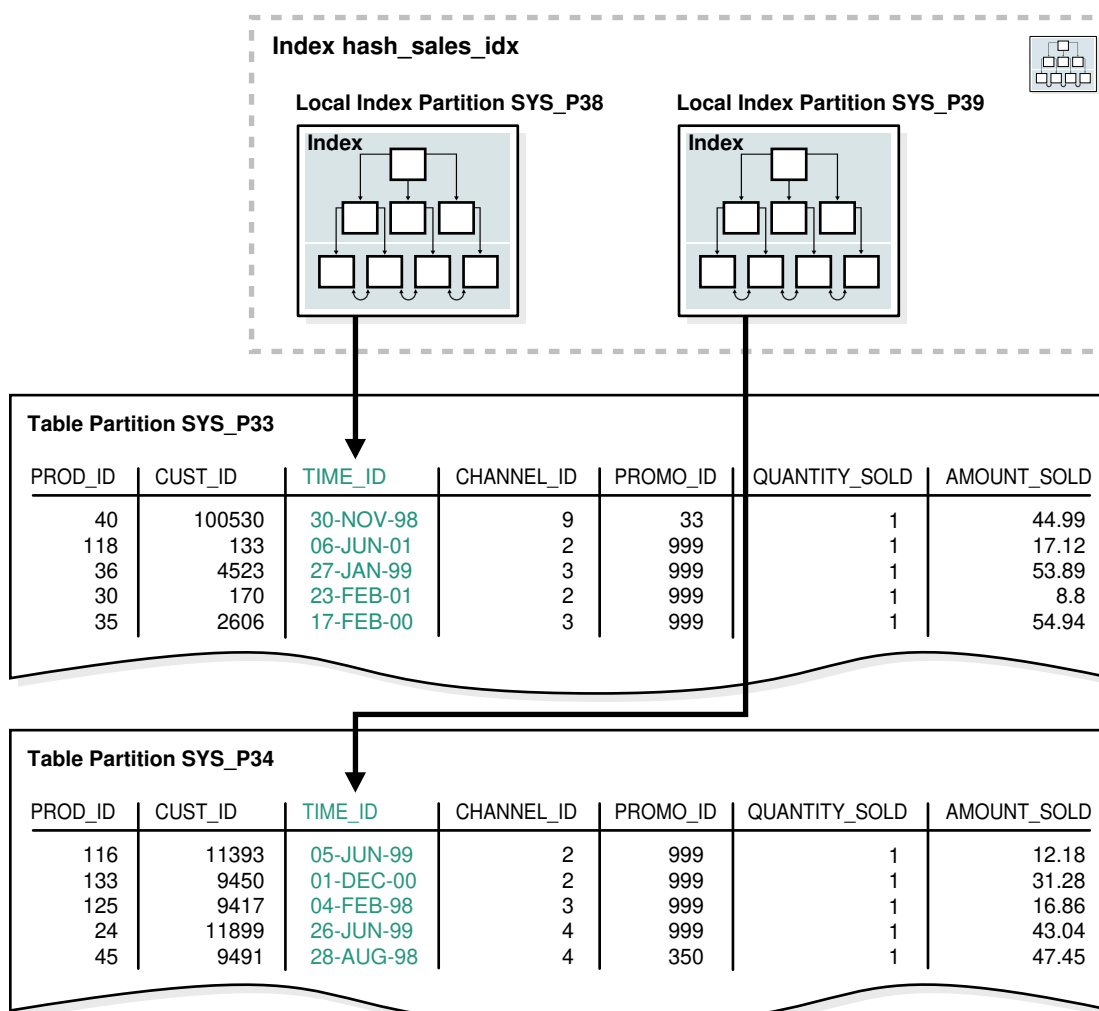 Index hash_sales_idx
Local Index Partition SYS_P38 Local Index Partition SYS_P39
Index Index
Table Partition SYS_P33
PROD_ID CUST_ID TIME_ID CHANNEL_ID PROMO_ID QUANTITY_SOLD AMOUNT_SOLD
40 100530 30-NOV-98 9 33 1 44.99
118 133 06-JUN-01 2 999 1 17.12
36 4523 27-JAN-99 3 999 1 53.89
30 170 23-FEB-01 2 999 1 8.8
35 2606 17-FEB-00 3 999 1 54.94
Table Partition SYS_P34
PROD_ID CUST_ID TIME_ID CHANNEL_ID PROMO_ID QUANTITY_SOLD AMOUNT_SOLD
116 11393 05-JUN-99 2 999 1 12.18
133 9450 01-DEC-00 2 999 1 31.28
125 9417 04-FEB-98 3 999 1 16.86
24 11899 26-JUN-99 4 999 1 43.04
45 9491 28-AUG-98 4 350 1 47.45